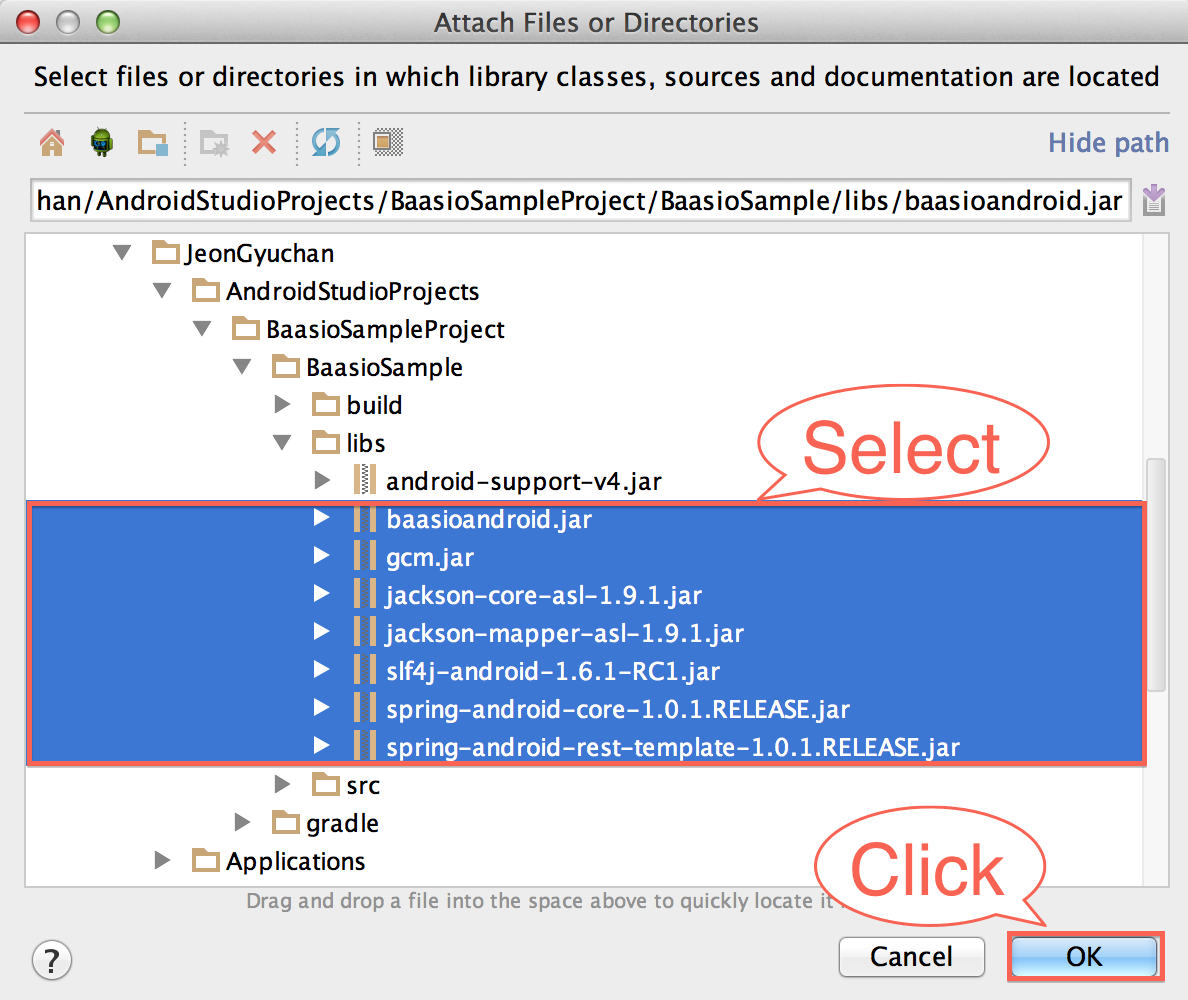 Attach Files or Directories
Select files or directories in which library classes, sources and documentation are located
Hide path
han/AndroidStudioProjects/BaasioSampleProject/BaasioSample/libs/baasioandroid.jar
JeonGyuchan
AndroidStudioProjects
BaasioSampleProject
BaasioSample
build
libs
Select
android-support-v4.jar
baasioandroid.jar
gcm.jar
jackson-core-asl-1.9.1.jar
jackson-mapper-asl-1.9.1.jar
slf4j-android-1.6.1-RC1.jar
spring-android-core-1.0.1.RELEASE.jar
spring-android-rest-template-1.0.1.RELEASE.jar
src
gradle
Applications
Click
Drag and drop a file into the space above to quickly locate it
?
Cancel
OK